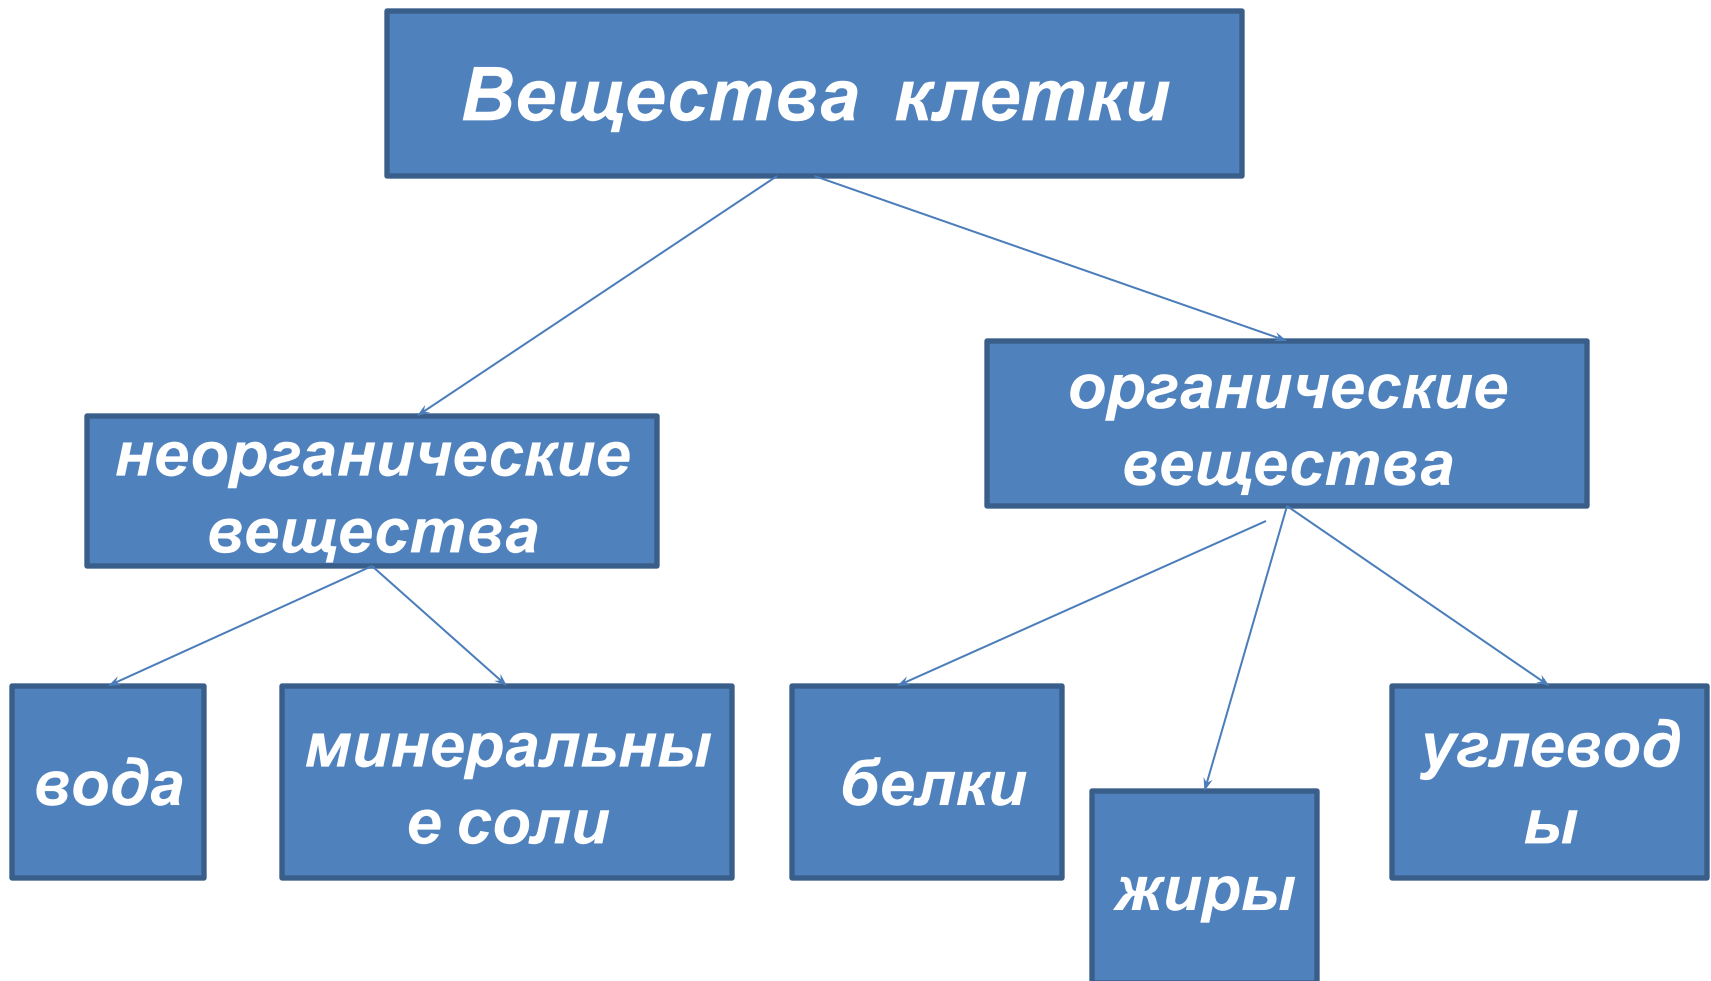 Вещества клетки
органические
вещества
неорганические
вещества
вода
минеральны
е соли
белки
жиры
углевод
ы